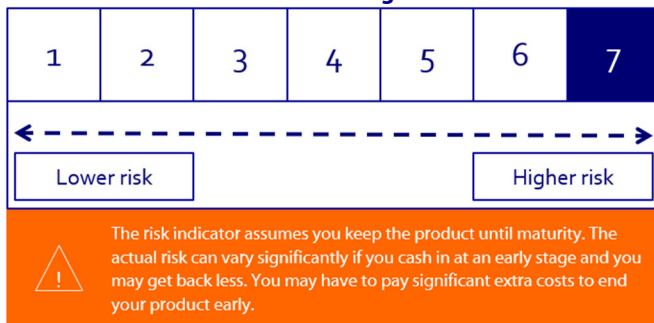 1 2 3 4 5 6 7
Lower risk Higher risk
The risk indicator assumes you keep the product until maturity. The
actual risk can vary significantly if you cash in at an early stage and you
may get back less. You may have to pay significant extra costs to end
your product early.
!